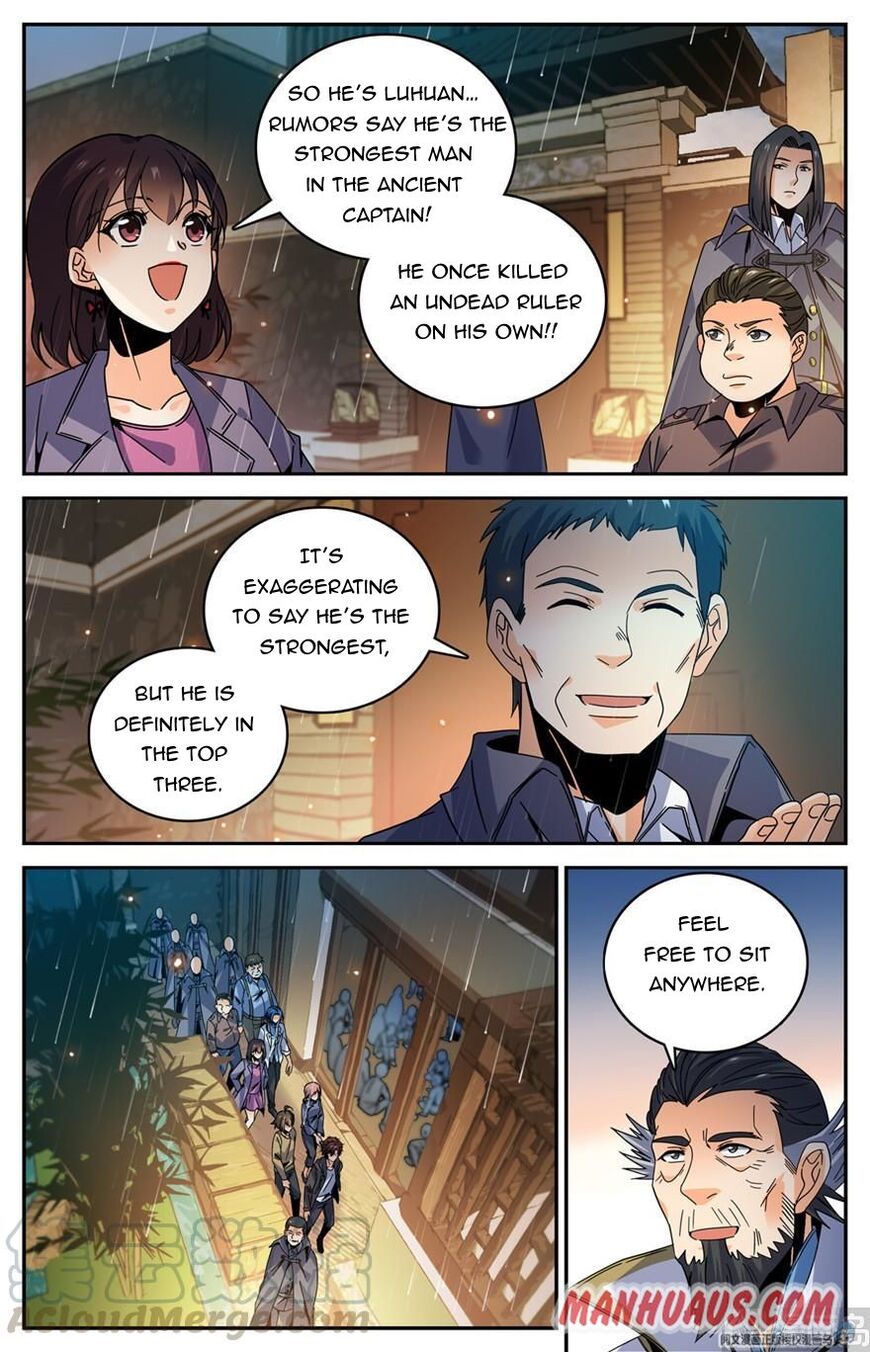 SO HE'S LUHUAN...
RUMORS SAY HE'S THE
STRONGEST MAN
IN THE ANCIENT
CAPTAIN!
HE ONCE KILLED
AN UNDEAD RULER
ON HIS OWN!!
IT'S
EXAGGERATING
TO SAY HE'S THE
STRONGEST,
BUT HE IS
DEFINITELY IN
THE TOP
THREE.
FEEL
FREE TO SIT
ANYWHERE.
ACloudMerge.com
MANHUAUS.COM